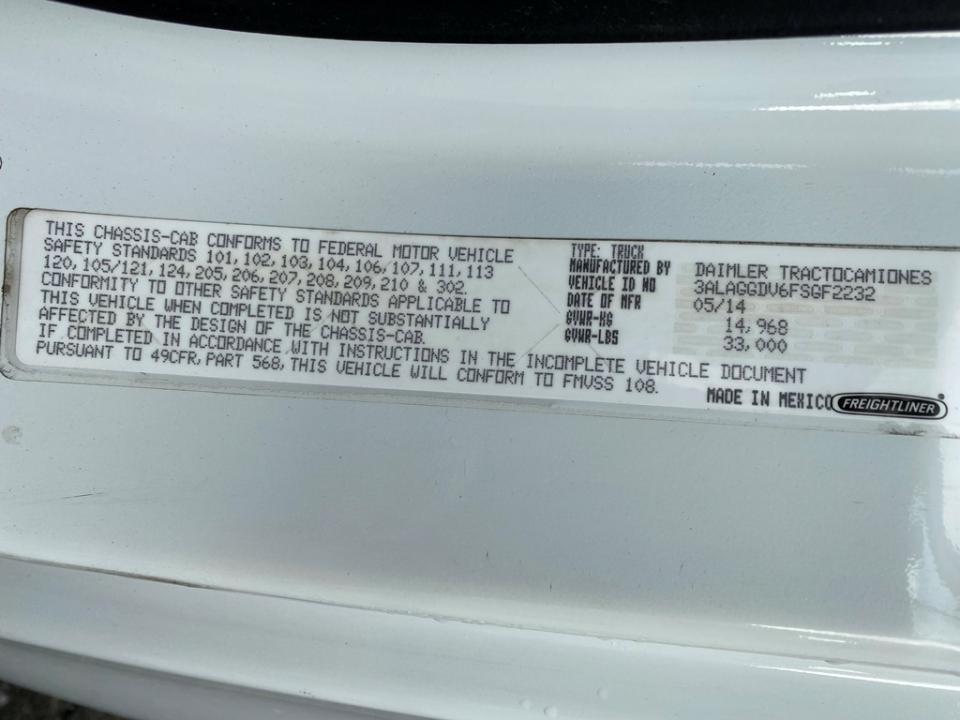 THIS CHASSIS-CAB CONFORMS TO FEDERAL MOTOR VEHICLE
SAFETY STANDARDS 101, 102, 103, 104, 106, 107, 111, 113
120, 105/121, 124, 205, 206, 207, 208, 209, 210 & 302.
CONFORMITY TO OTHER SAFETY STANDARDS APPLICABLE TO
THIS VEHICLE WHEN COMPLETED IS NOT SUBSTANTIALLY
AFFECTED BY THE DESIGN OF THE CHASSIS-CAB.
IF COMPLETED IN ACCORDANCE WITH INSTRUCTIONS IN THE INCOMPLETE VEHICLE DOCUMENT
PURSUANT TO 49CFR, PART 568, THIS VEHICLE WILL CONFORM TO FMVSS 108.
TYPE: TRUCK
MANUFACTURED BY DAIMLER TRACTOCAMIONES
VEHICLE ID NO 3ALAGGDV6FSGF2232
DATE OF MFR 05/14
GVWR-KG 14,968
GVWR-LBS 33,000
MADE IN MEXICO FREIGHTLINER